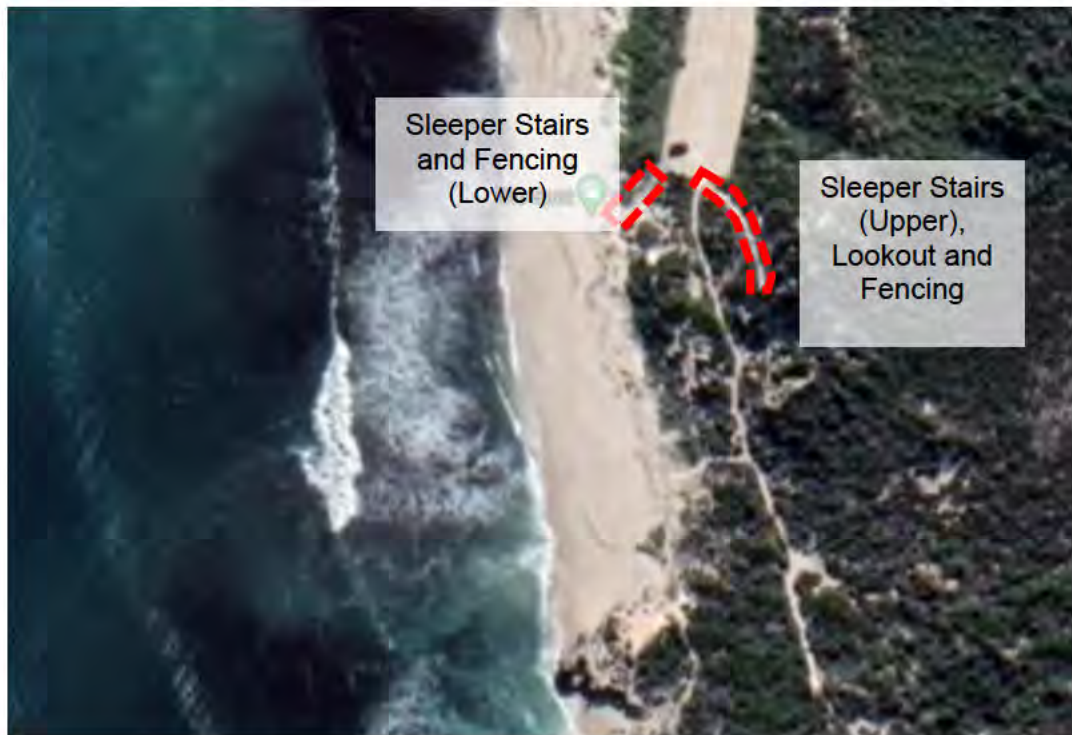 Sleeper Stairs
and Fencing
(Lower)
Sleeper Stairs
(Upper),
Lookout and
Fencing